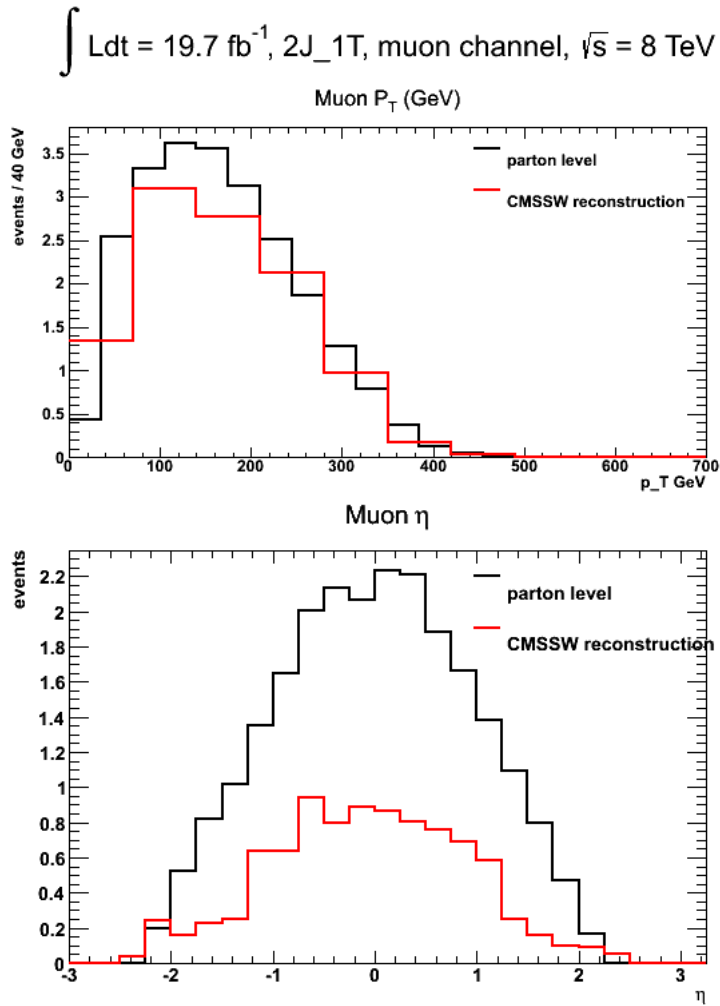 ∫ Ldt = 19.7 fb⁻¹, 2J_1T, muon channel, √s = 8 TeV
Muon P_T (GeV)
events / 40 GeV
3.5
3
2.5
2
1.5
1
0.5
0
parton level
CMSSW reconstruction
0 100 200 300 400 500 600 700
p_T GeV
Muon η
events
2.2
2
1.8
1.6
1.4
1.2
1
0.8
0.6
0.4
0.2
0
parton level
CMSSW reconstruction
-3 -2 -1 0 1 2 3
η